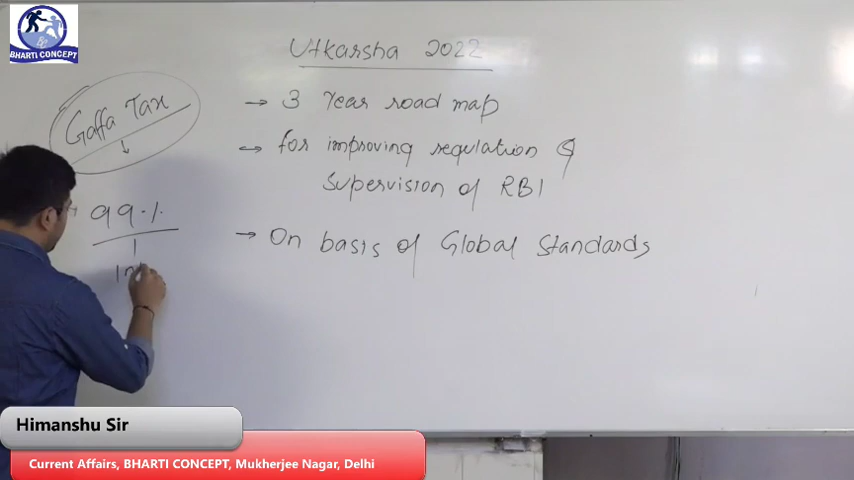 BHARTI CONCEPT
Utkarsha 2022
Gaffa Tax
→ 3 Year road map
→ for improving regulation &
Supervision of RBI
99.%
→ On basis of Global Standards
Himanshu Sir
Current Affairs, BHARTI CONCEPT, Mukherjee Nagar, Delhi